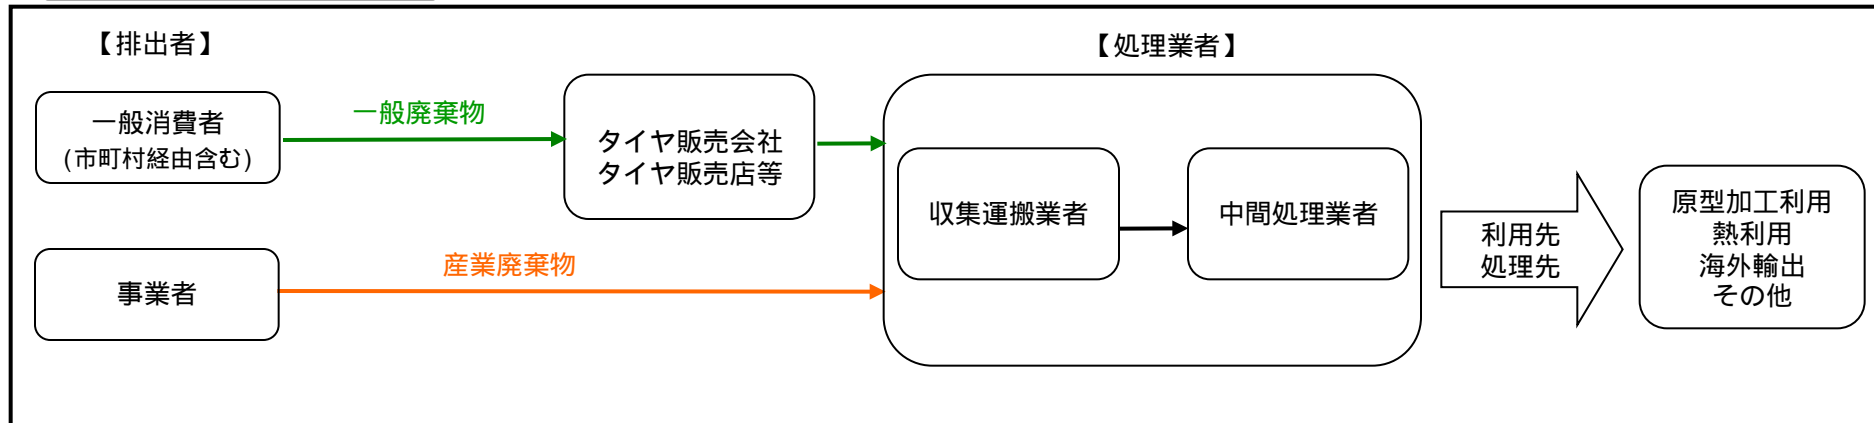 【排出者】
【処理業者】
一般消費者
(市町村経由含む)
一般廃棄物
タイヤ販売会社
タイヤ販売店等
収集運搬業者
中間処理業者
事業者
産業廃棄物
利用先
処理先
原型加工利用
熱利用
海外輸出
その他